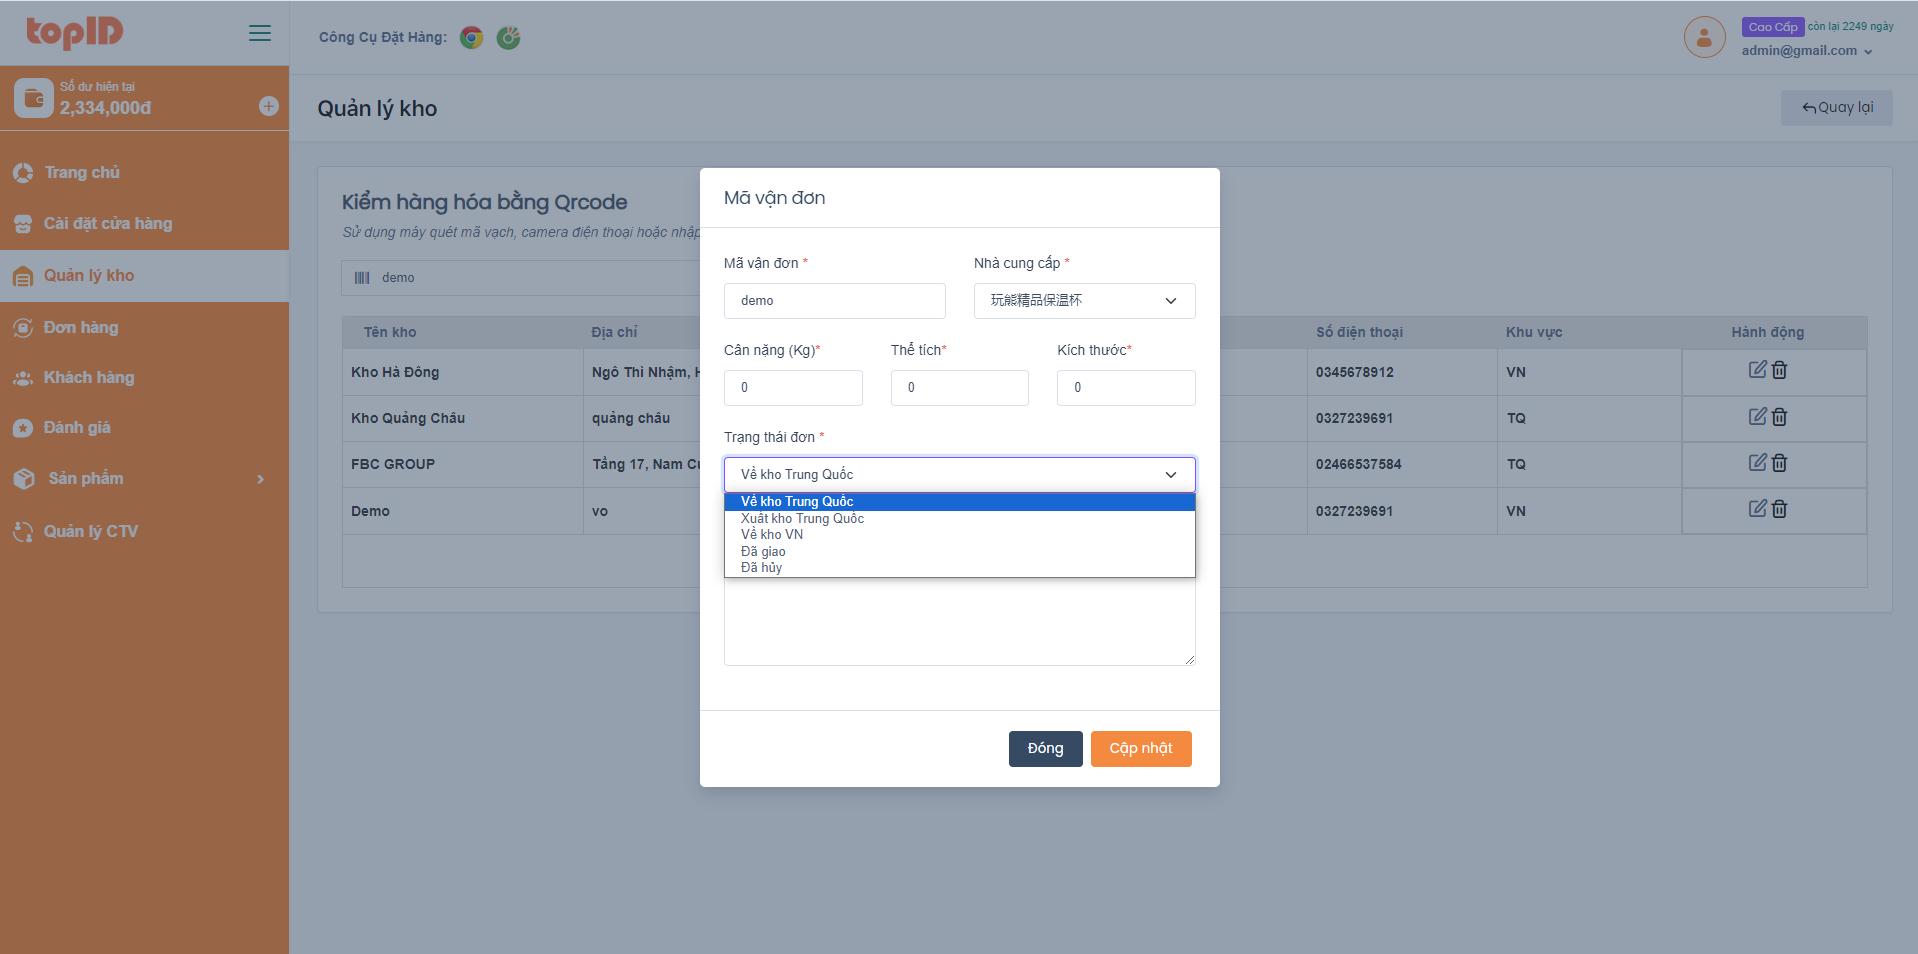 topID
Công Cụ Đặt Hàng:
Cao Cấp còn lại 2249 ngày
admin@gmail.com
Số dư hiện tại
2,334,000đ
Trang chủ
Cài đặt cửa hàng
Quản lý kho
Đơn hàng
Khách hàng
Đánh giá
Sản phẩm
Quản lý CTV
Quản lý kho
Quay lại
Kiểm hàng hóa bằng Qrcode
Sử dụng máy quét mã vạch, camera điện thoại hoặc nhập
demo
Tên kho Địa chỉ Số điện thoại Khu vực Hành động
Kho Hà Đông Ngô Thì Nhậm, 0345678912 VN
Kho Quảng Châu quảng châu 0327239691 TQ
FBC GROUP Tầng 17, Nam 02466537584 TQ
Demo vo 0327239691 VN
Mã vận đơn
Mã vận đơn * Nhà cung cấp *
demo 玩熊精品保温杯
Cân nặng (Kg)* Thể tích* Kích thước*
0 0 0
Trạng thái đơn *
Về kho Trung Quốc
Về kho Trung Quốc
Xuất kho Trung Quốc
Về kho VN
Đã giao
Đã hủy
Đóng Cập nhật